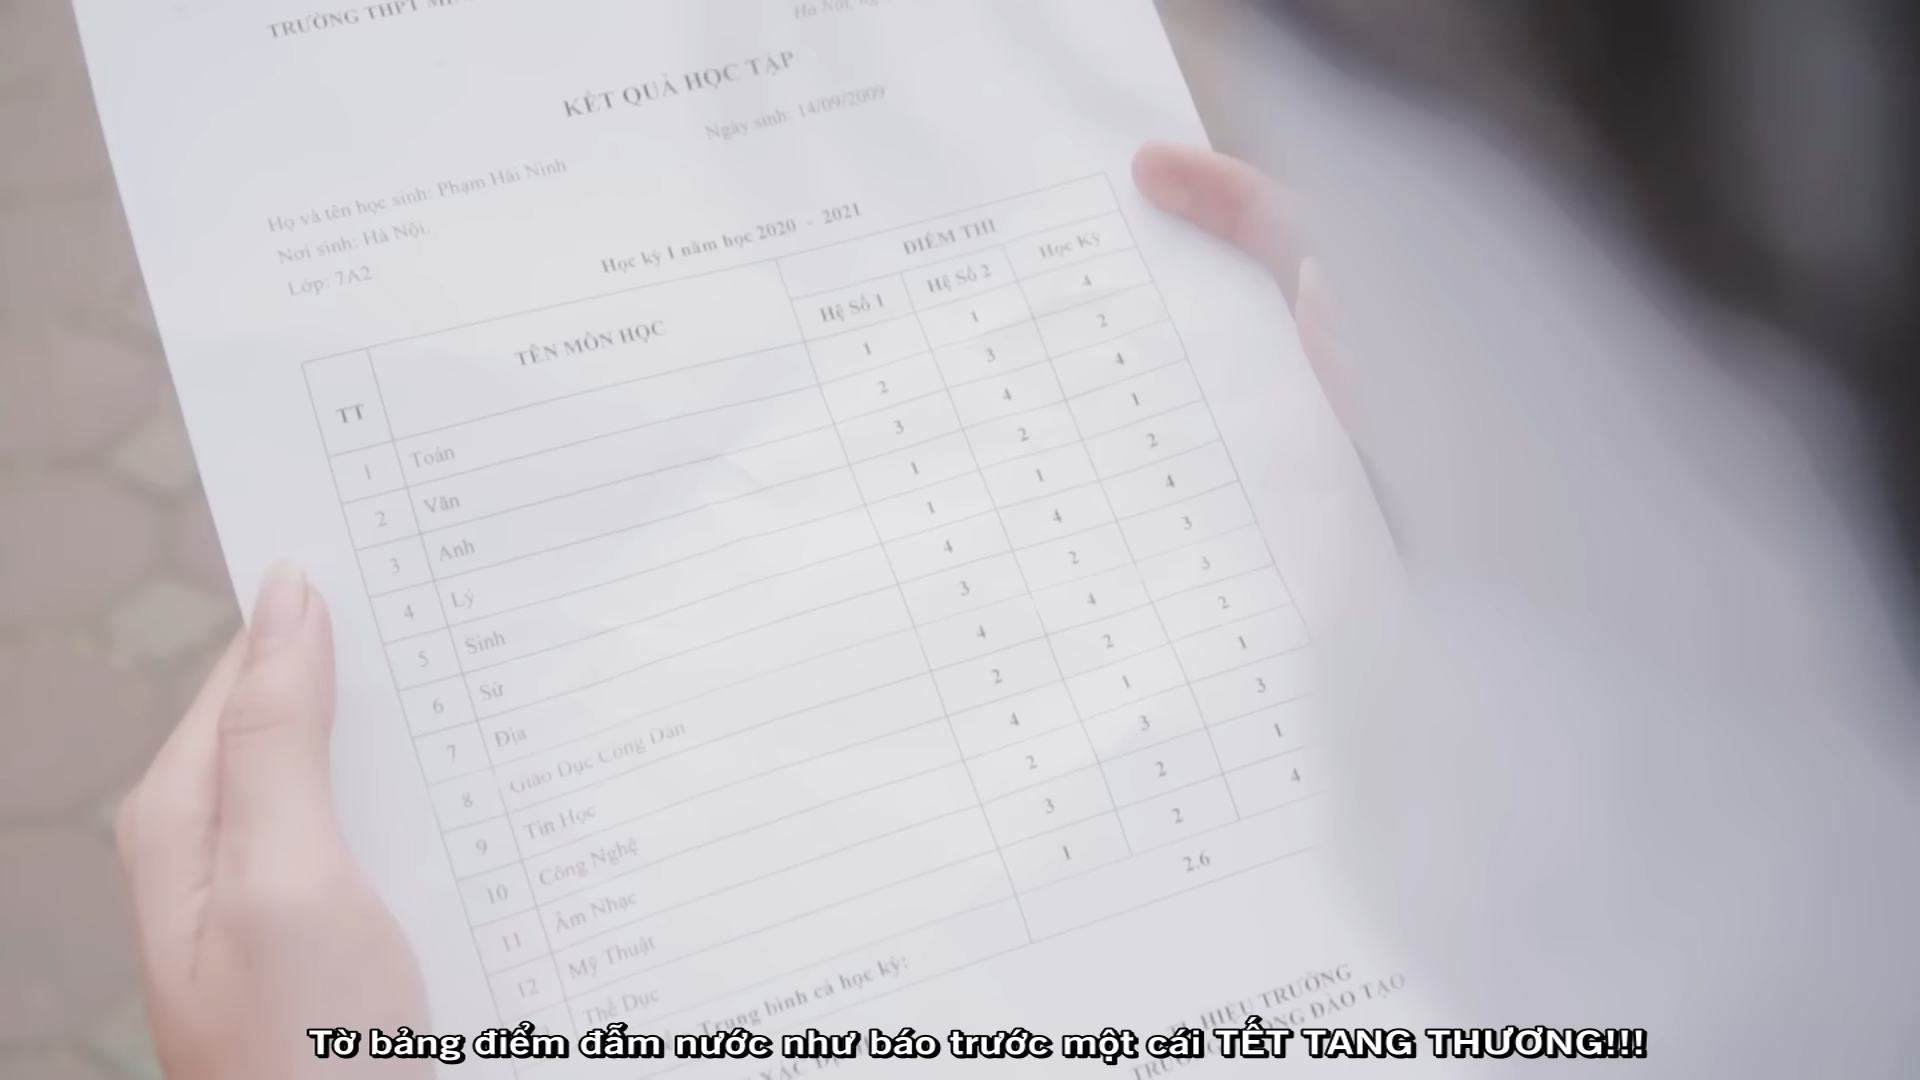 TRƯỜNG THPT
Hà Nội,
KẾT QUẢ HỌC TẬP
Ngày sinh: 14/09/2009
Họ và tên học sinh: Phạm Hải Ninh
Nơi sinh: Hà Nội.
Lớp: 7A2
Học kỳ 1 năm học 2020 - 2021
TT TÊN MÔN HỌC ĐIỂM THI
Hệ Số 1 Hệ Số 2 Học Kỳ
1 Toán 1 1 4
2 Văn 2 3 2
3 Anh 3 4 4
4 Lý 1 2 1
5 Sinh 1 1 2
6 Sử 4 4 4
7 Địa 3 2 3
8 Giáo Dục Công Dân 4 4 3
9 Tin Học 2 2 2
10 Công Nghệ 4 1 1
11 Âm Nhạc 2 3 3
12 Mỹ Thuật 3 2 1
Thể Dục 1 2 4
Trung bình cả học kỳ: 2.6
HIỆU TRƯỞNG
ĐÀO TẠO
Tờ bảng điểm đẫm nước như báo trước một cái TẾT TANG THƯƠNG!!!